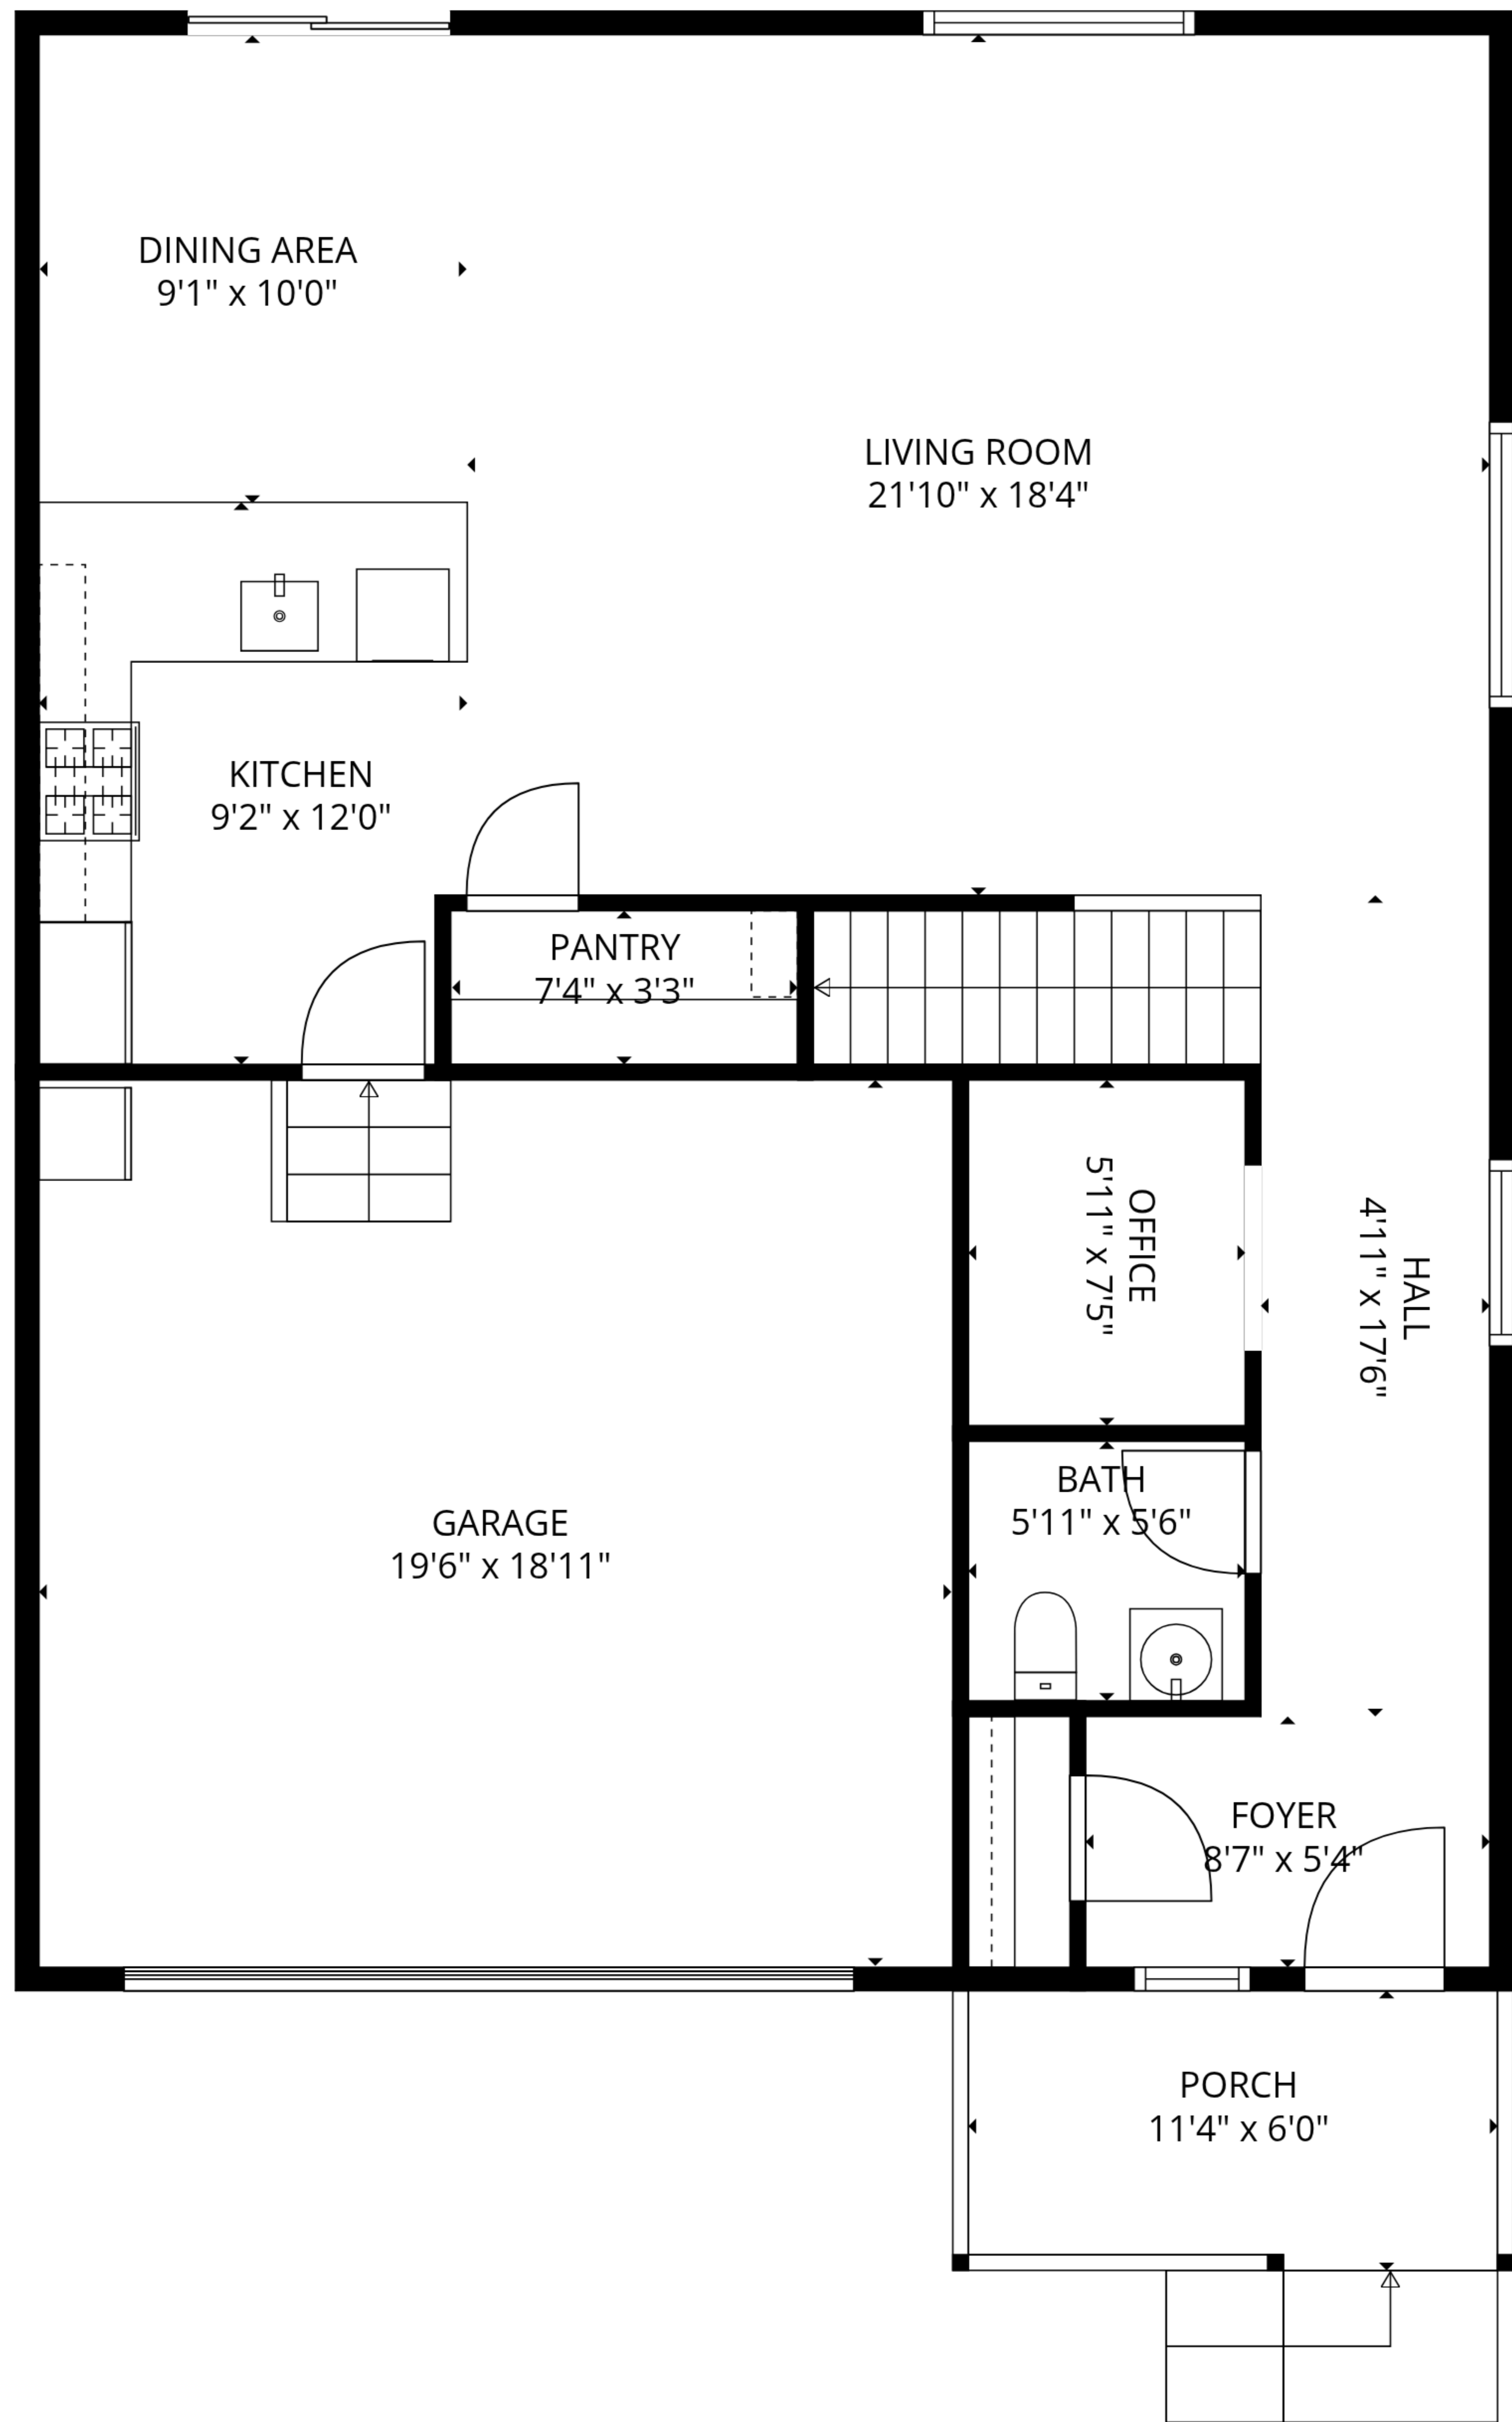 DINING AREA
9'1" x 10'0"
LIVING ROOM
21'10" x 18'4"
KITCHEN
9'2" x 12'0"
PANTRY
7'4" x 3'3"
OFFICE
5'11" x 7'5"
HALL
4'11" x 17'6"
BATH
5'11" x 5'6"
GARAGE
19'6" x 18'11"
FOYER
8'7" x 5'4"
PORCH
11'4" x 6'0"